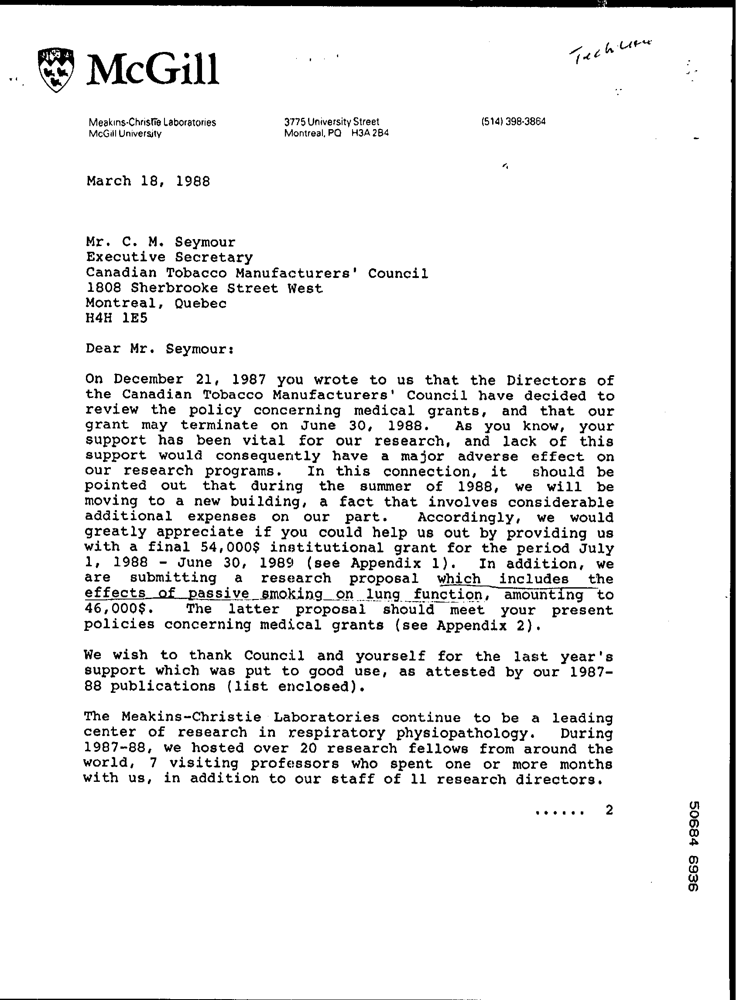 McGill
Meakins-Christie Laboratories
McGill University
3775 University Street
Montreal, PQ H3A 2B4
(514) 398-3864
March 18, 1988
Mr. C. M. Seymour
Executive Secretary
Canadian Tobacco Manufacturers' Council
1808 Sherbrooke Street West
Montreal, Quebec
H4H 1E5
Dear Mr. Seymour:
On December 21, 1987 you wrote to us that the Directors of
the Canadian Tobacco Manufacturers' Council have decided to
review the policy concerning medical grants, and that our
grant may terminate on June 30, 1988. As you know, your
support has been vital for our research, and lack of this
support would consequently have a major adverse effect on
our research programs. In this connection, it should be
pointed out that during the summer of 1988, we will be
moving to a new building, a fact that involves considerable
additional expenses on our part. Accordingly, we would
greatly appreciate if you could help us out by providing us
with a final 54,000$ institutional grant for the period July
1, 1988 - June 30, 1989 (see Appendix 1). In addition, we
are submitting a research proposal which includes the
effects of passive smoking on lung function, amounting to
46,000$. The latter proposal should meet your present
policies concerning medical grants (see Appendix 2).
We wish to thank Council and yourself for the last year's
support which was put to good use, as attested by our 1987-
88 publications (list enclosed).
The Meakins-Christie Laboratories continue to be a leading
center of research in respiratory physiopathology. During
1987-88, we hosted over 20 research fellows from around the
world, 7 visiting professors who spent one or more months
with us, in addition to our staff of 11 research directors.
...... 2
50684 6936